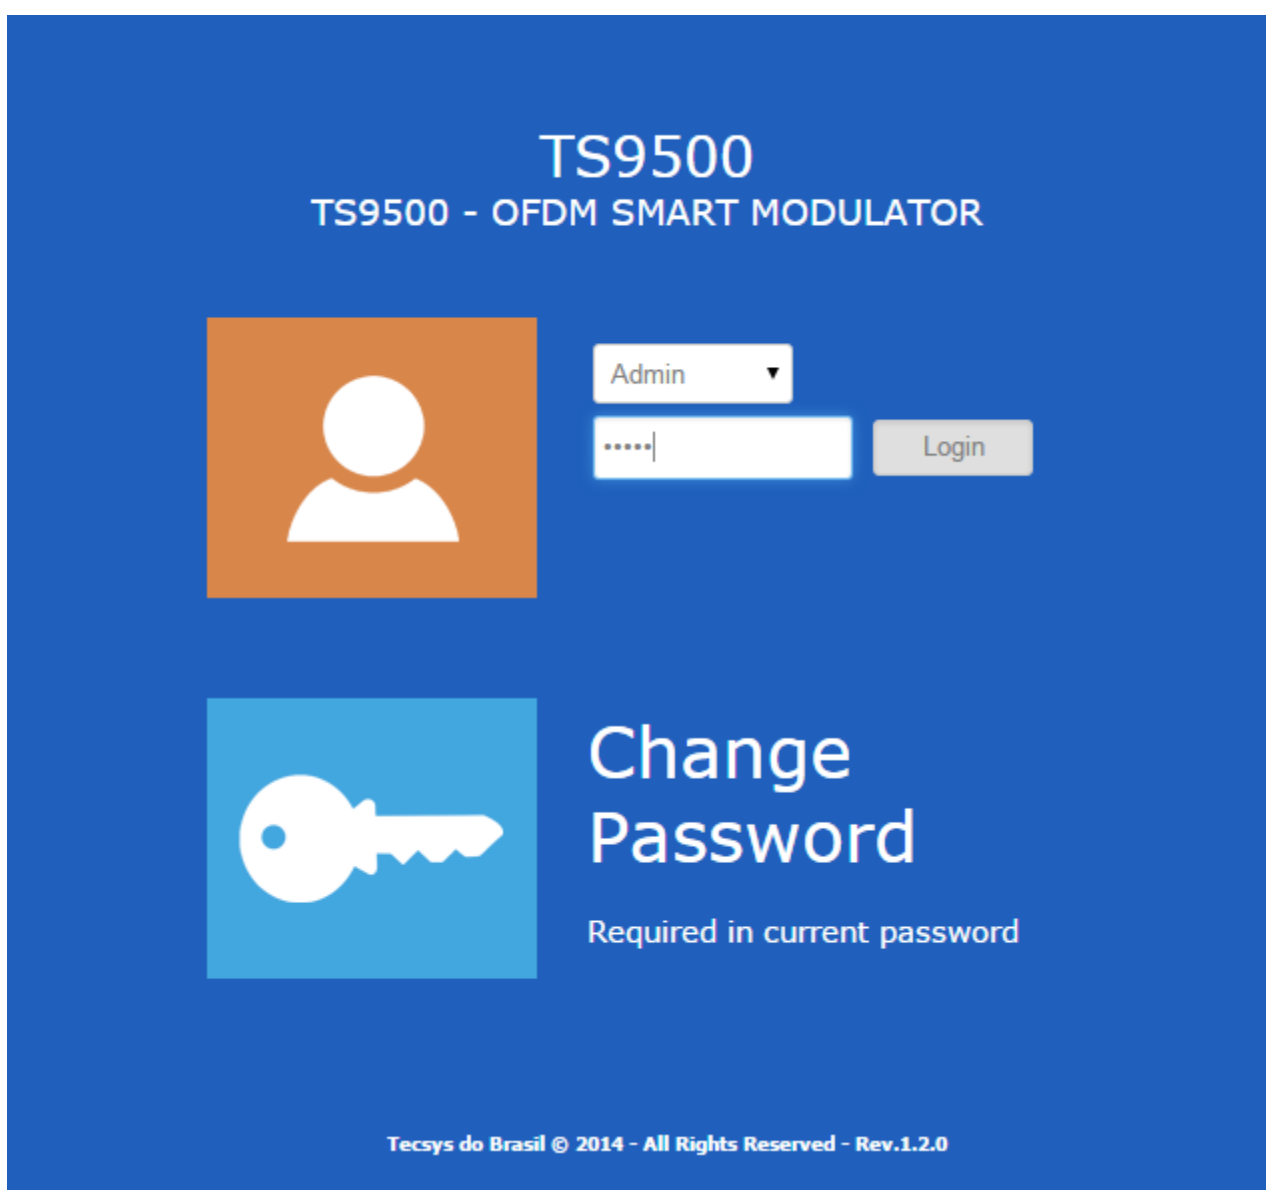 TS9500
TS9500 - OFDM SMART MODULATOR
Admin
•••••
Login
Change
Password
Required in current password
Tecsys do Brasil © 2014 - All Rights Reserved - Rev.1.2.0